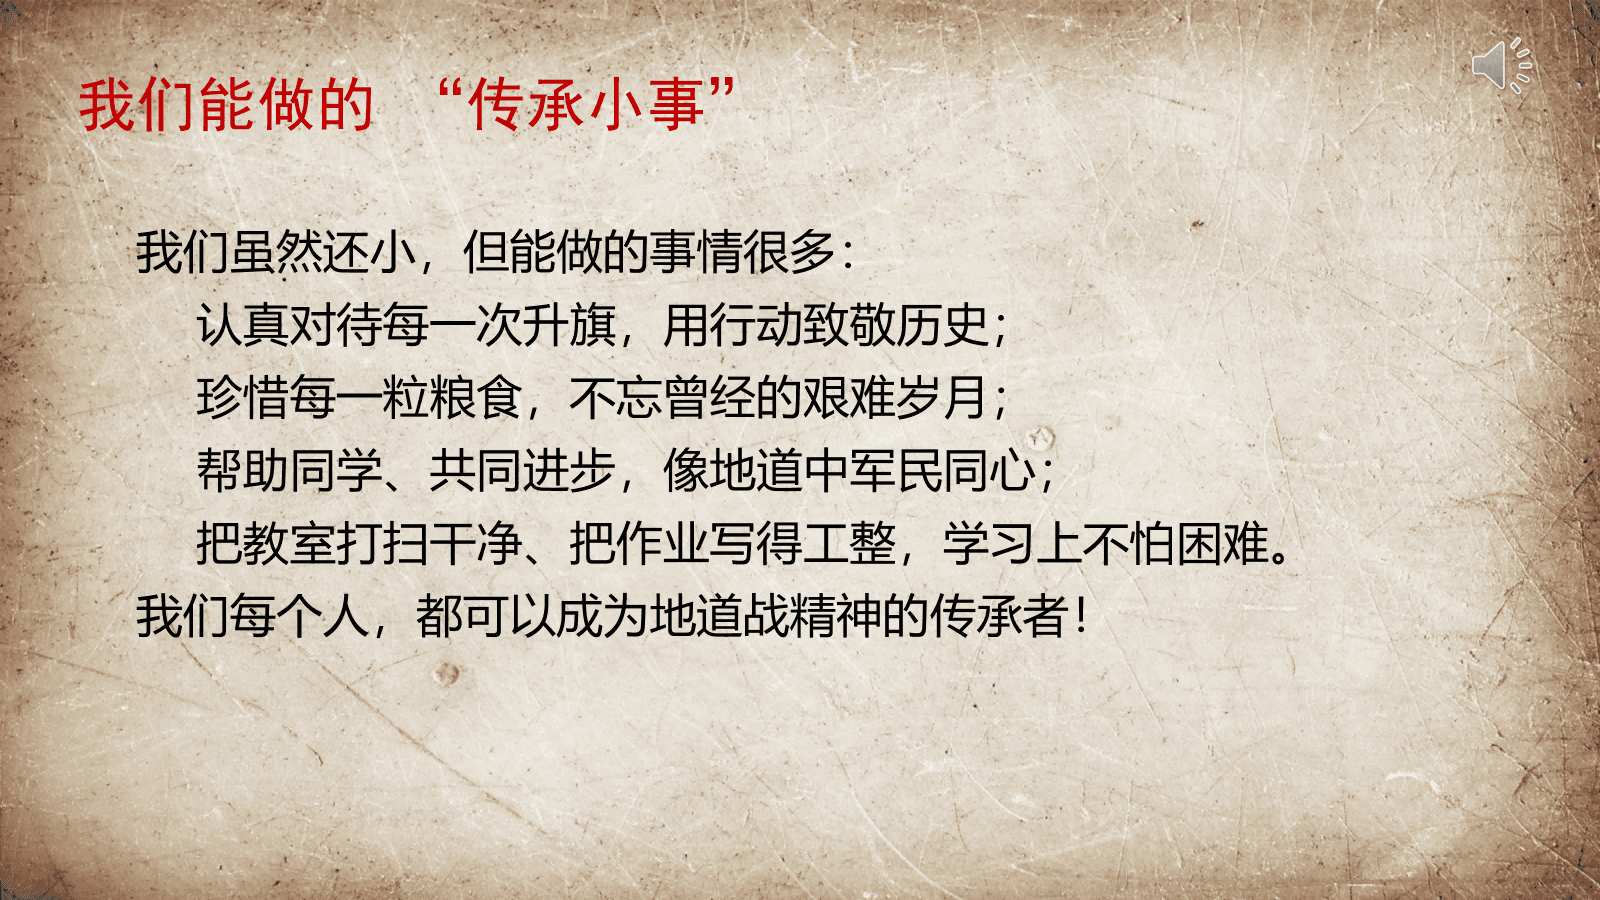 我们能做的 “传承小事”
我们虽然还小，但能做的事情很多：
认真对待每一次升旗，用行动致敬历史；
珍惜每一粒粮食，不忘曾经的艰难岁月；
帮助同学、共同进步，像地道中军民同心；
把教室打扫干净、把作业写得工整，学习上不怕困难。
我们每个人，都可以成为地道战精神的传承者！